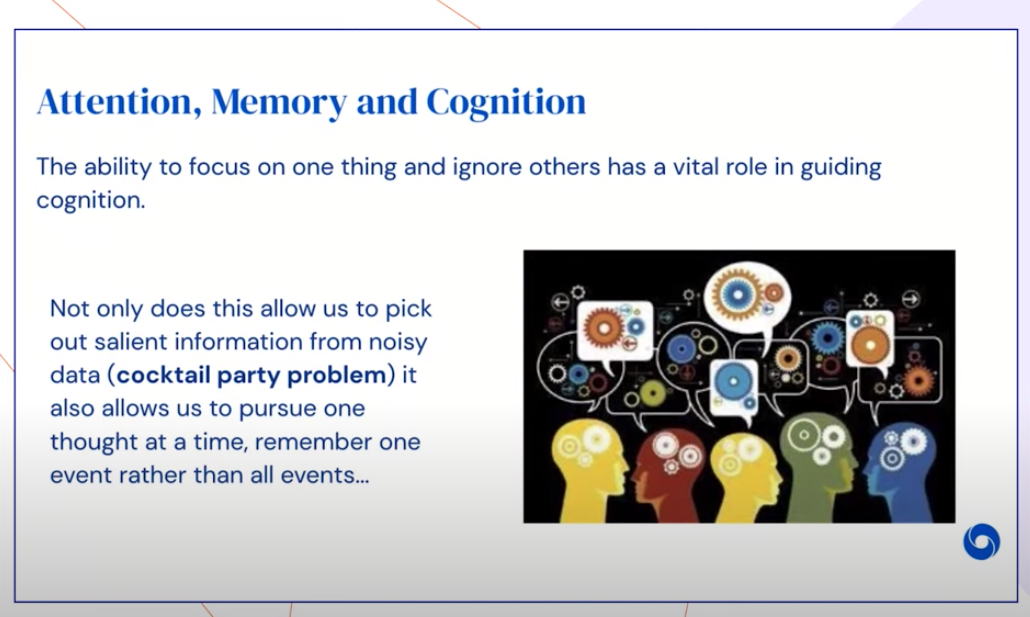 Attention, Memory and Cognition
The ability to focus on one thing and ignore others has a vital role in guiding
cognition.
Not only does this allow us to pick
out salient information from noisy
data (cocktail party problem) it
also allows us to pursue one
thought at a time, remember one
event rather than all events...